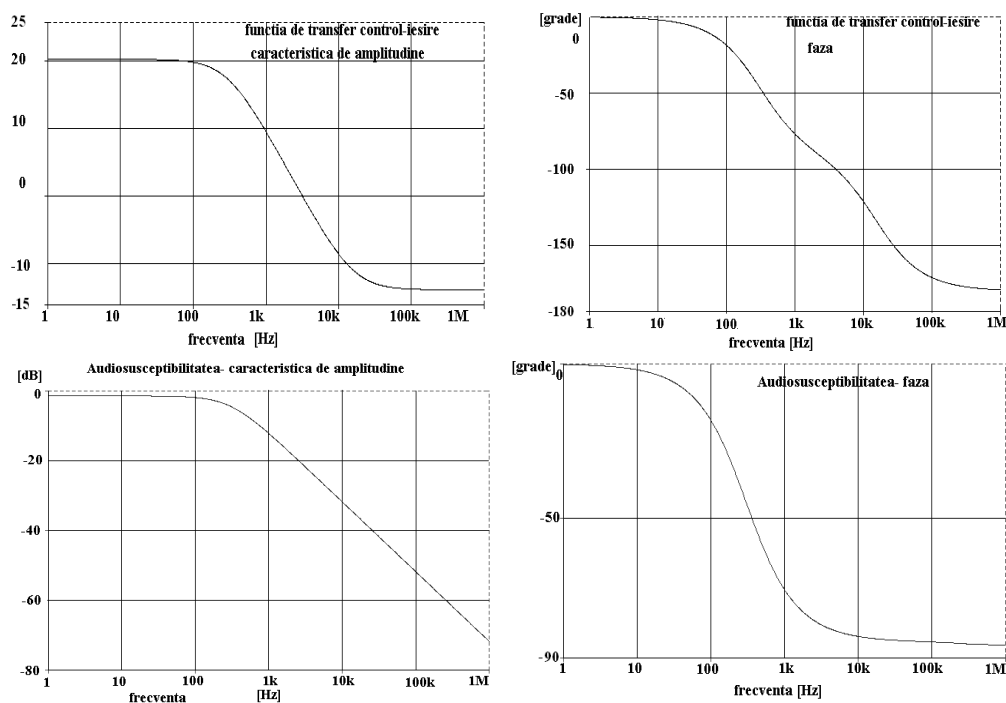 functia de transfer control-iesire
caracteristica de amplitudine
25
20
10
0
-10
-15
1
10
100
1k
10k
100k
1M
frecventa [Hz]
[grade]
functia de transfer control-iesire
faza
0
-50
-100
-150
-180
1
10
100
1k
10k
100k
1M
frecventa [Hz]
Audiosusceptibilitatea- caracteristica de amplitudine
[dB]
0
-20
-40
-60
-80
1
10
100
1k
10k
100k
1M
frecventa [Hz]
[grade]
Audiosusceptibilitatea- faza
0
-50
-90
1
10
100
1k
10k
100k
1M
frecventa [Hz]